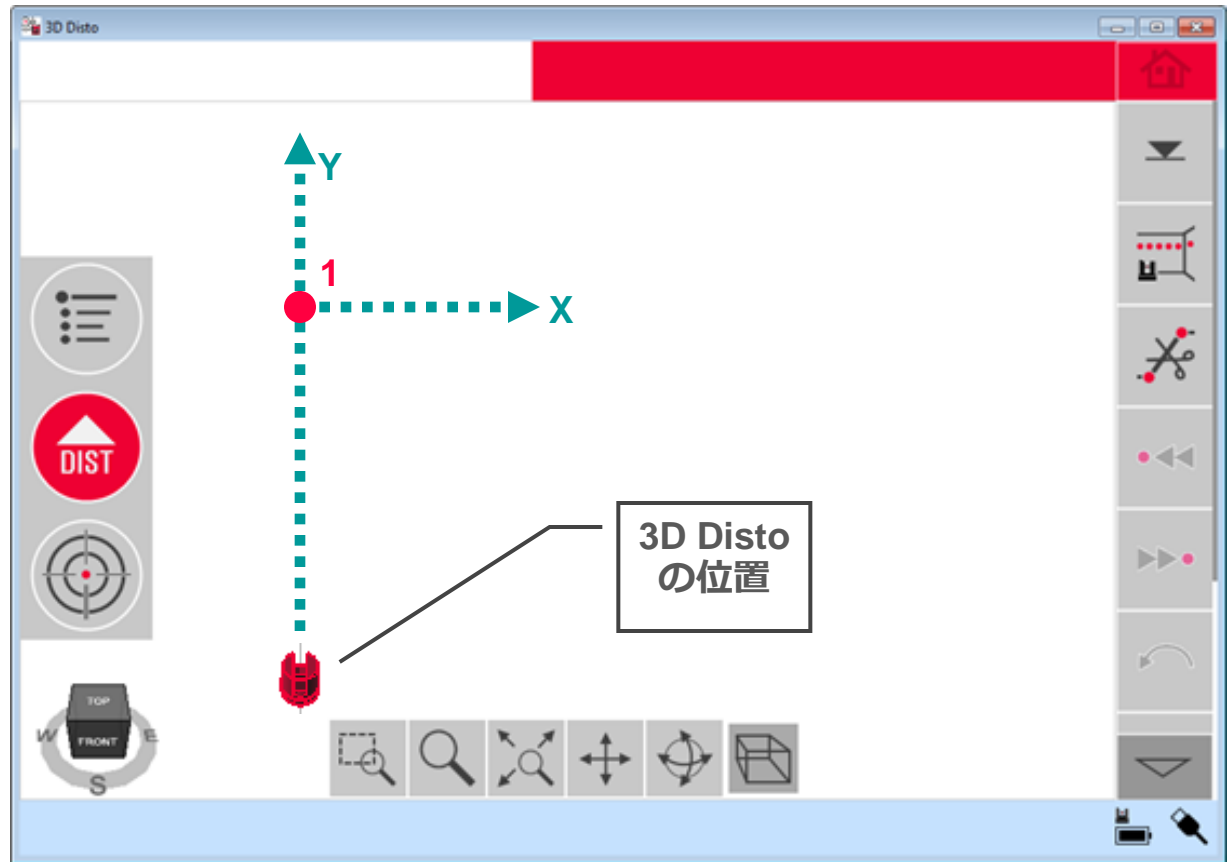 3D Disto
Y
1
X
DIST
3D Disto
の位置
TOP
W
FRONT
E
S